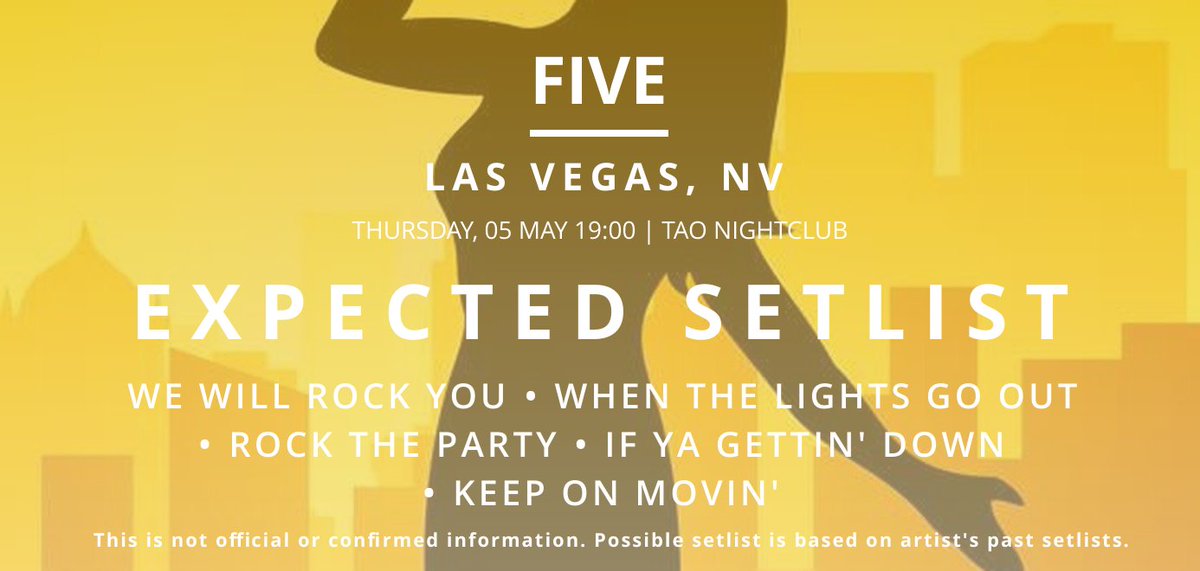 FIVE
LAS VEGAS, NV
THURSDAY, 05 MAY 19:00 | TAO NIGHTCLUB
EXPECTED SETLIST
WE WILL ROCK YOU • WHEN THE LIGHTS GO OUT
• ROCK THE PARTY • IF YA GETTIN' DOWN
• KEEP ON MOVIN'
This is not official or confirmed information. Possible setlist is based on artist's past setlists.